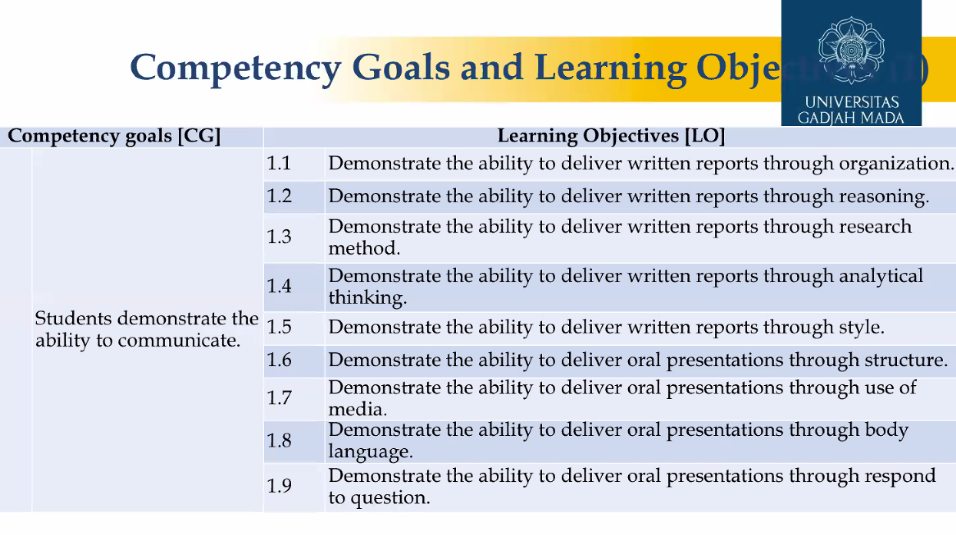 Competency Goals and Learning Objec
UNIVERSITAS
GADJAH MADA
Competency goals [CG] Learning Objectives [LO]
1.1 Demonstrate the ability to deliver written reports through organization.
1.2 Demonstrate the ability to deliver written reports through reasoning.
1.3 Demonstrate the ability to deliver written reports through research
method.
1.4 Demonstrate the ability to deliver written reports through analytical
thinking.
Students demonstrate the
ability to communicate.
1.5 Demonstrate the ability to deliver written reports through style.
1.6 Demonstrate the ability to deliver oral presentations through structure.
1.7 Demonstrate the ability to deliver oral presentations through use of
media.
1.8 Demonstrate the ability to deliver oral presentations through body
language.
1.9 Demonstrate the ability to deliver oral presentations through respond
to question.